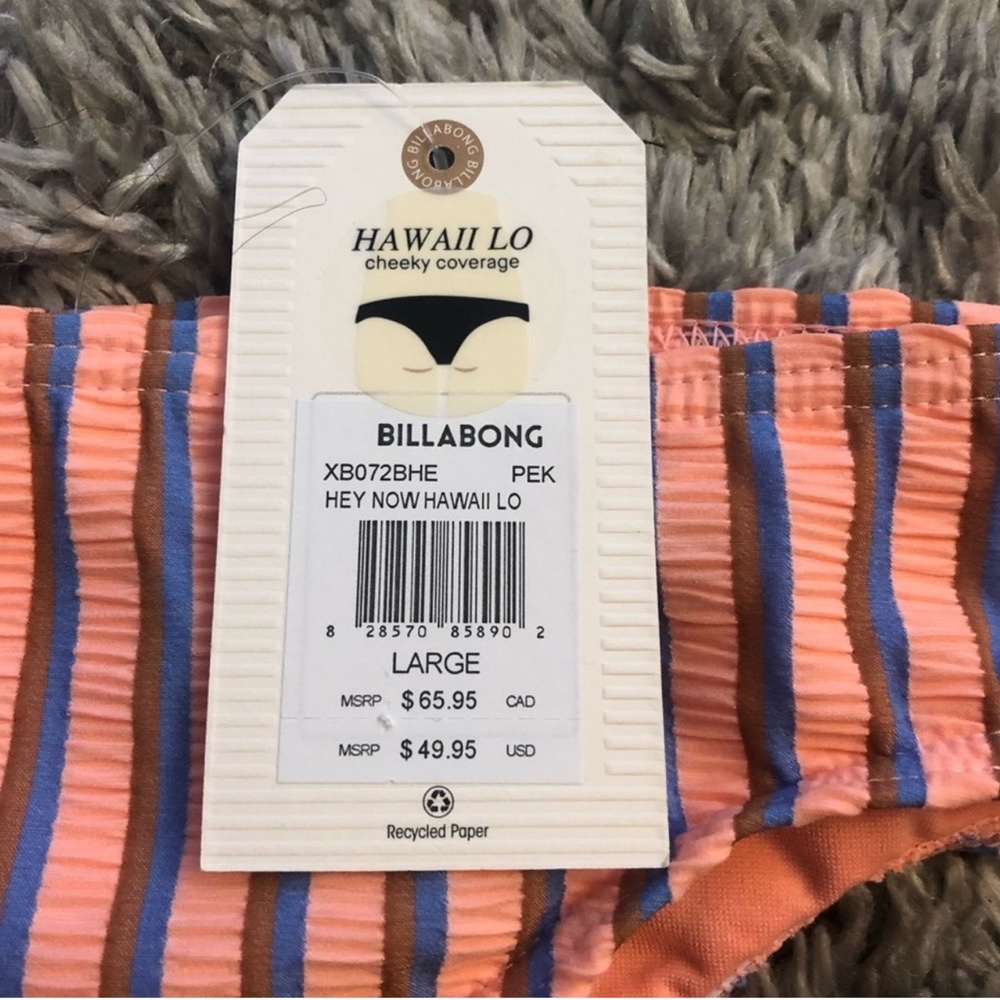 BILLABONG BILLABONG
HAWAII LO
cheeky coverage
BILLABONG
XB072BHE PEK
HEY NOW HAWAII LO
8 28570 85890 2
LARGE
MSRP $65.95 CAD
MSRP $49.95 USD
Recycled Paper